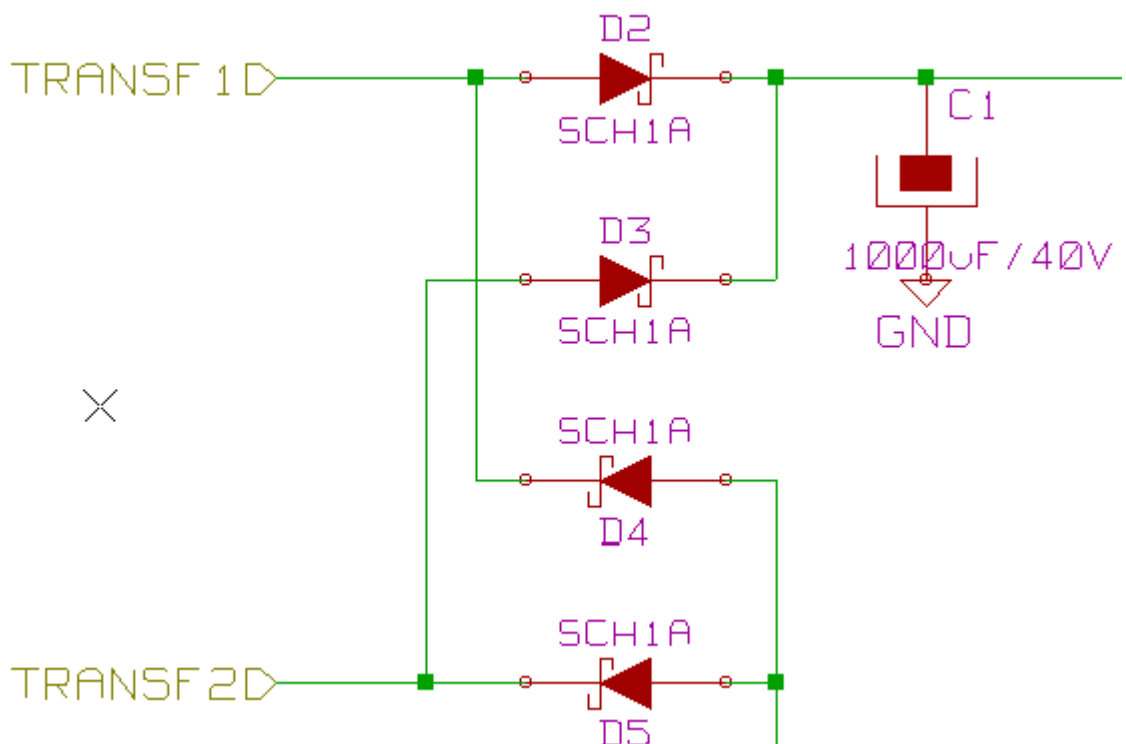 D2
TRANSF1
SCH1A
C1
D3
SCH1A
1000uF/40V
GND
SCH1A
D4
SCH1A
TRANSF2
D5